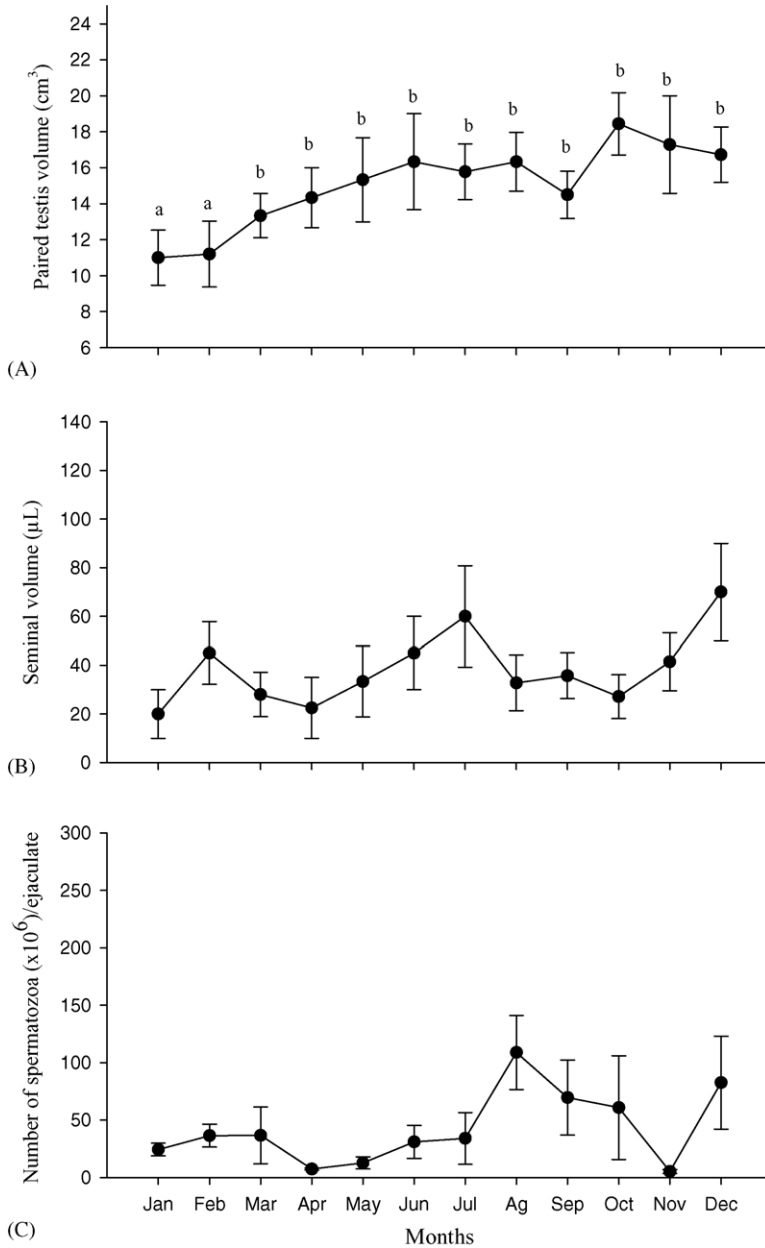 24
22
20
18
16
14
12
10
8
6
Paired testis volume (cm³)
a a b b b b b b b b b b
(A)
140
120
100
80
60
40
20
0
Seminal volume (µL)
(B)
300
250
200
150
100
50
0
Number of spermatozoa (x10⁶)/ejaculate
Jan Feb Mar Apr May Jun Jul Ag Sep Oct Nov Dec
(C)
Months